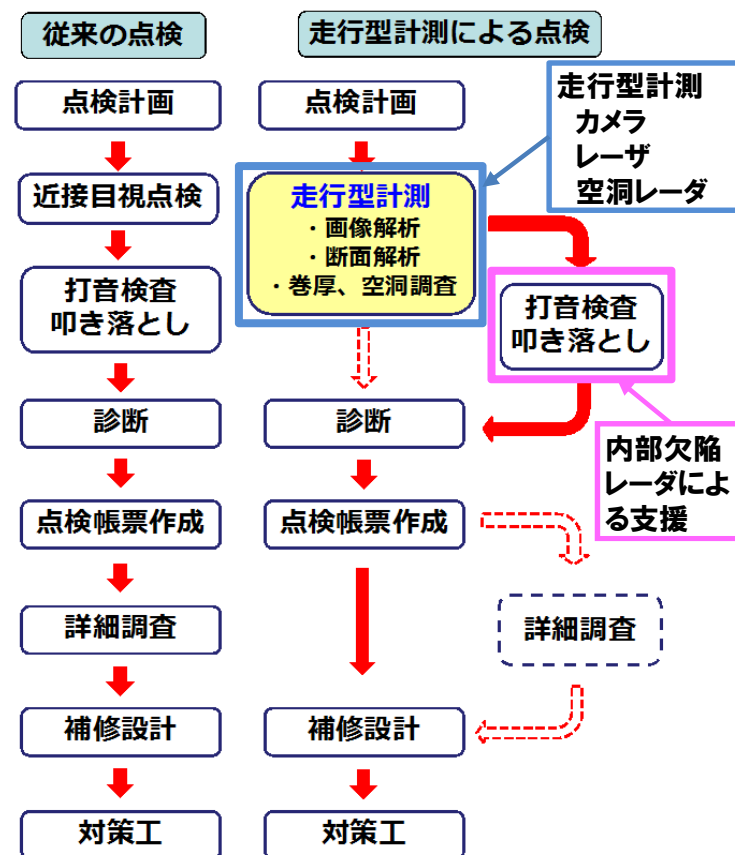 従来の点検
点検計画
近接目視点検
打音検査
叩き落とし
診断
点検帳票作成
詳細調査
補修設計
対策工
走行型計測による点検
点検計画
走行型計測
・画像解析
・断面解析
・巻厚、空洞調査
診断
点検帳票作成
補修設計
対策工
走行型計測
カメラ
レーザ
空洞レーダ
打音検査
叩き落とし
内部欠陥
レーダによ
る支援
詳細調査